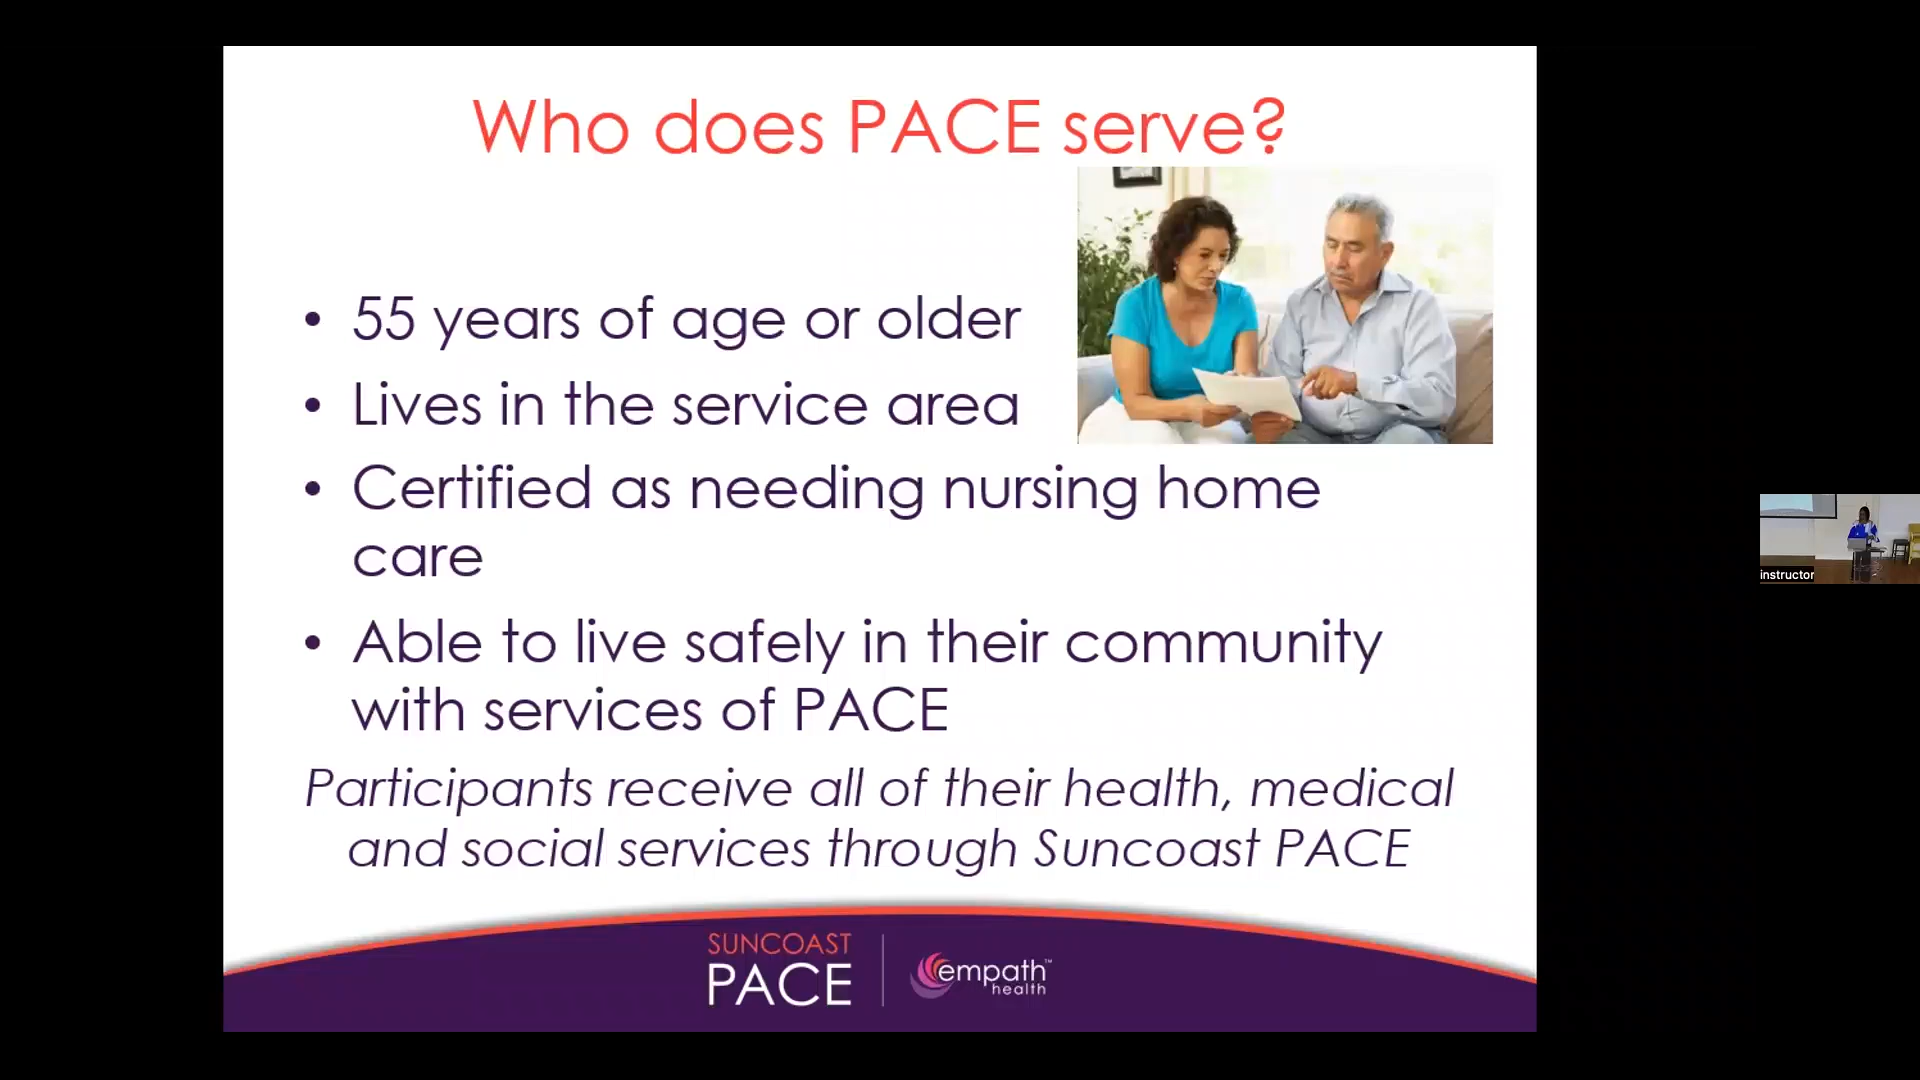 Who does PACE serve?
• 55 years of age or older
• Lives in the service area
• Certified as needing nursing home
care
• Able to live safely in their community
with services of PACE
Participants receive all of their health, medical
and social services through Suncoast PACE
SUNCOAST
PACE
empath™
health
instructor